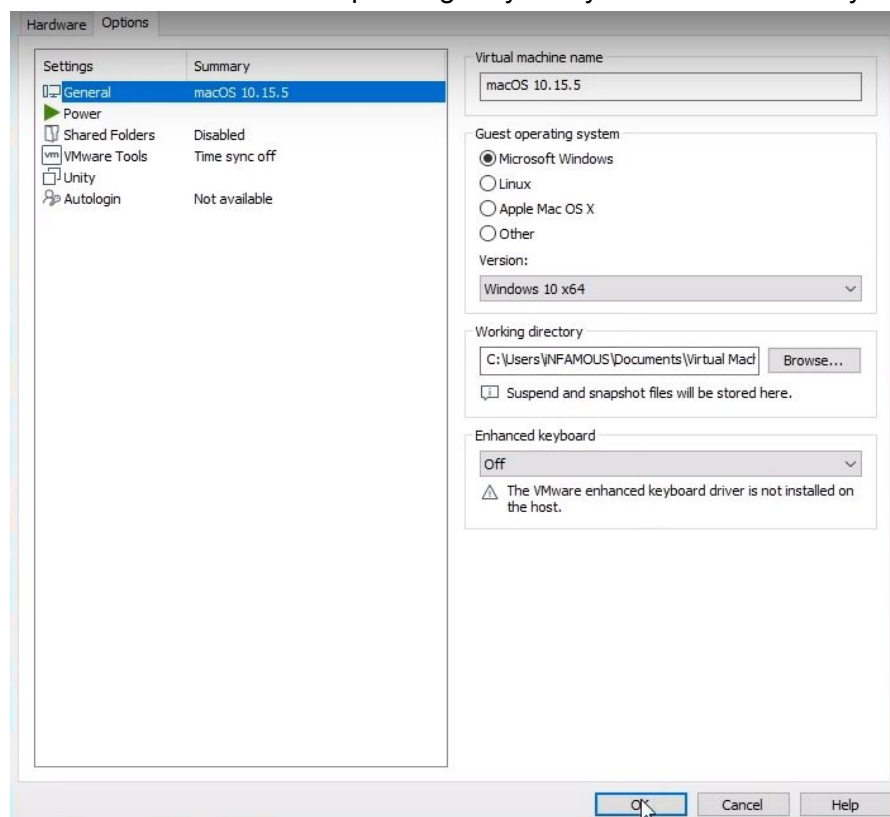 Hardware Options
Settings Summary
General macOS 10.15.5
Power
Shared Folders Disabled
VMware Tools Time sync off
Unity
Autologin Not available
Virtual machine name
macOS 10.15.5
Guest operating system
Microsoft Windows
Linux
Apple Mac OS X
Other
Version:
Windows 10 x64
Working directory
C:\Users\iNFAMOUS\Documents\Virtual Mach Browse...
Suspend and snapshot files will be stored here.
Enhanced keyboard
Off
The VMware enhanced keyboard driver is not installed on
the host.
OK Cancel Help